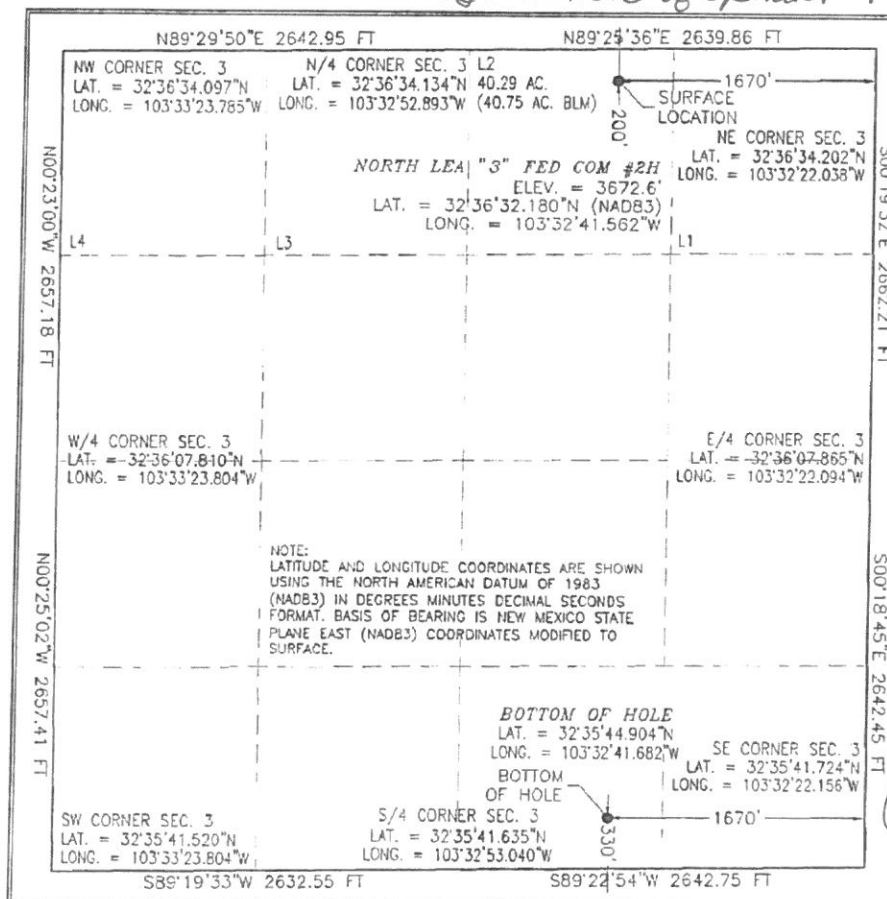 N89°29'50"E 2642.95 FT
N89°25'36"E 2639.86 FT
NW CORNER SEC. 3
LAT. = 32°36'34.097"N
LONG. = 103°33'23.785"W
N/4 CORNER SEC. 3
LAT. = 32°36'34.134"N
LONG. = 103°32'52.893"W
L2
40.29 AC.
(40.75 AC. BLM)
1670'
SURFACE
LOCATION
200'
NE CORNER SEC. 3
LAT. = 32°36'34.202"N
LONG. = 103°32'22.038"W
NORTH LEA "3" FED COM #2H
ELEV. = 3672.6'
LAT. = 32°36'32.180"N (NAD83)
LONG. = 103°32'41.562"W
L4
L3
L1
N00°23'00"W 2657.18 FT
S00°19'52"E 2662.21 FT
W/4 CORNER SEC. 3
LAT. = 32°36'07.810"N
LONG. = 103°33'23.804"W
E/4 CORNER SEC. 3
LAT. = 32°36'07.865"N
LONG. = 103°32'22.094"W
NOTE:
LATITUDE AND LONGITUDE COORDINATES ARE SHOWN
USING THE NORTH AMERICAN DATUM OF 1983
(NAD83) IN DEGREES MINUTES DECIMAL SECONDS
FORMAT. BASIS OF BEARING IS NEW MEXICO STATE
PLANE EAST (NAD83) COORDINATES MODIFIED TO
SURFACE.
N00°25'02"W 2657.41 FT
S00°18'45"E 2642.45 FT
BOTTOM OF HOLE
LAT. = 32°35'44.904"N
LONG. = 103°32'41.682"W
SE CORNER SEC. 3
LAT. = 32°35'41.724"N
LONG. = 103°32'22.156"W
BOTTOM
OF HOLE
1670'
330'
SW CORNER SEC. 3
LAT. = 32°35'41.520"N
LONG. = 103°33'23.804"W
S/4 CORNER SEC. 3
LAT. = 32°35'41.635"N
LONG. = 103°32'53.040"W
S89°19'33"W 2632.55 FT
S89°22'54"W 2642.75 FT